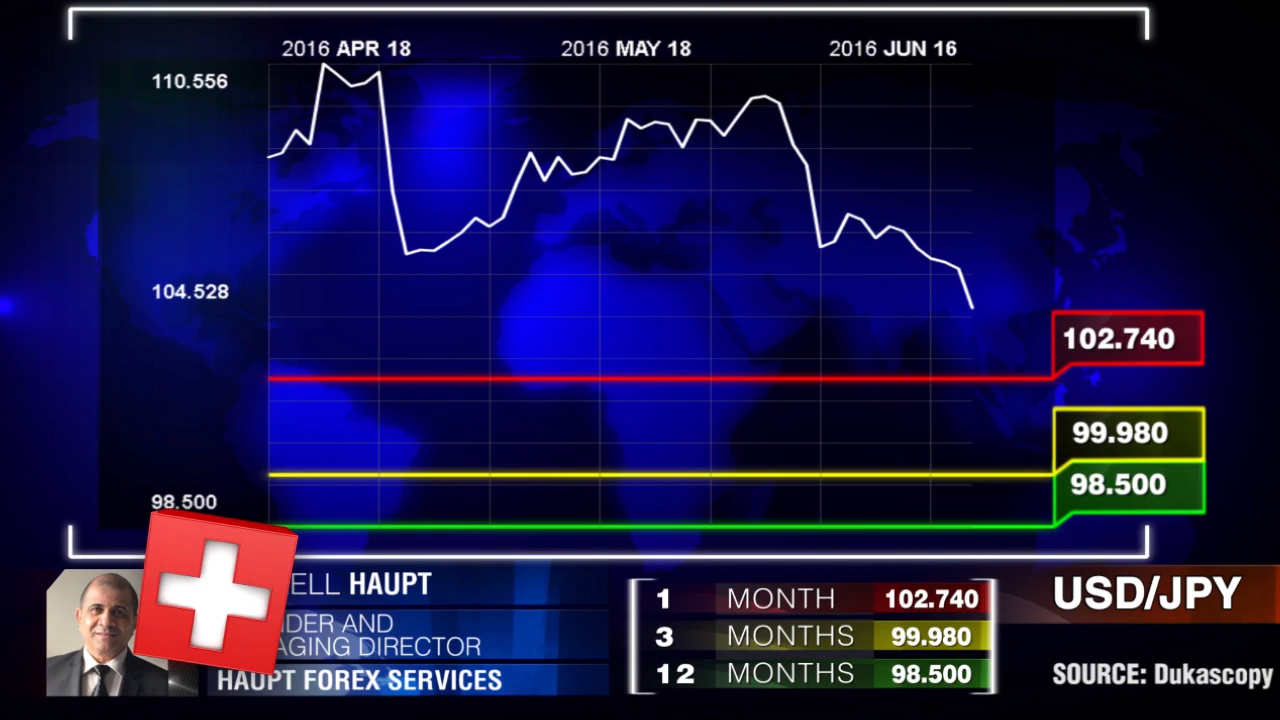 2016 APR 18
2016 MAY 18
2016 JUN 16
110.556
104.528
98.500
102.740
99.980
98.500
ELL HAUPT
DER AND
AGING DIRECTOR
HAUPT FOREX SERVICES
1 MONTH 102.740
3 MONTHS 99.980
12 MONTHS 98.500
USD/JPY
SOURCE: Dukascopy